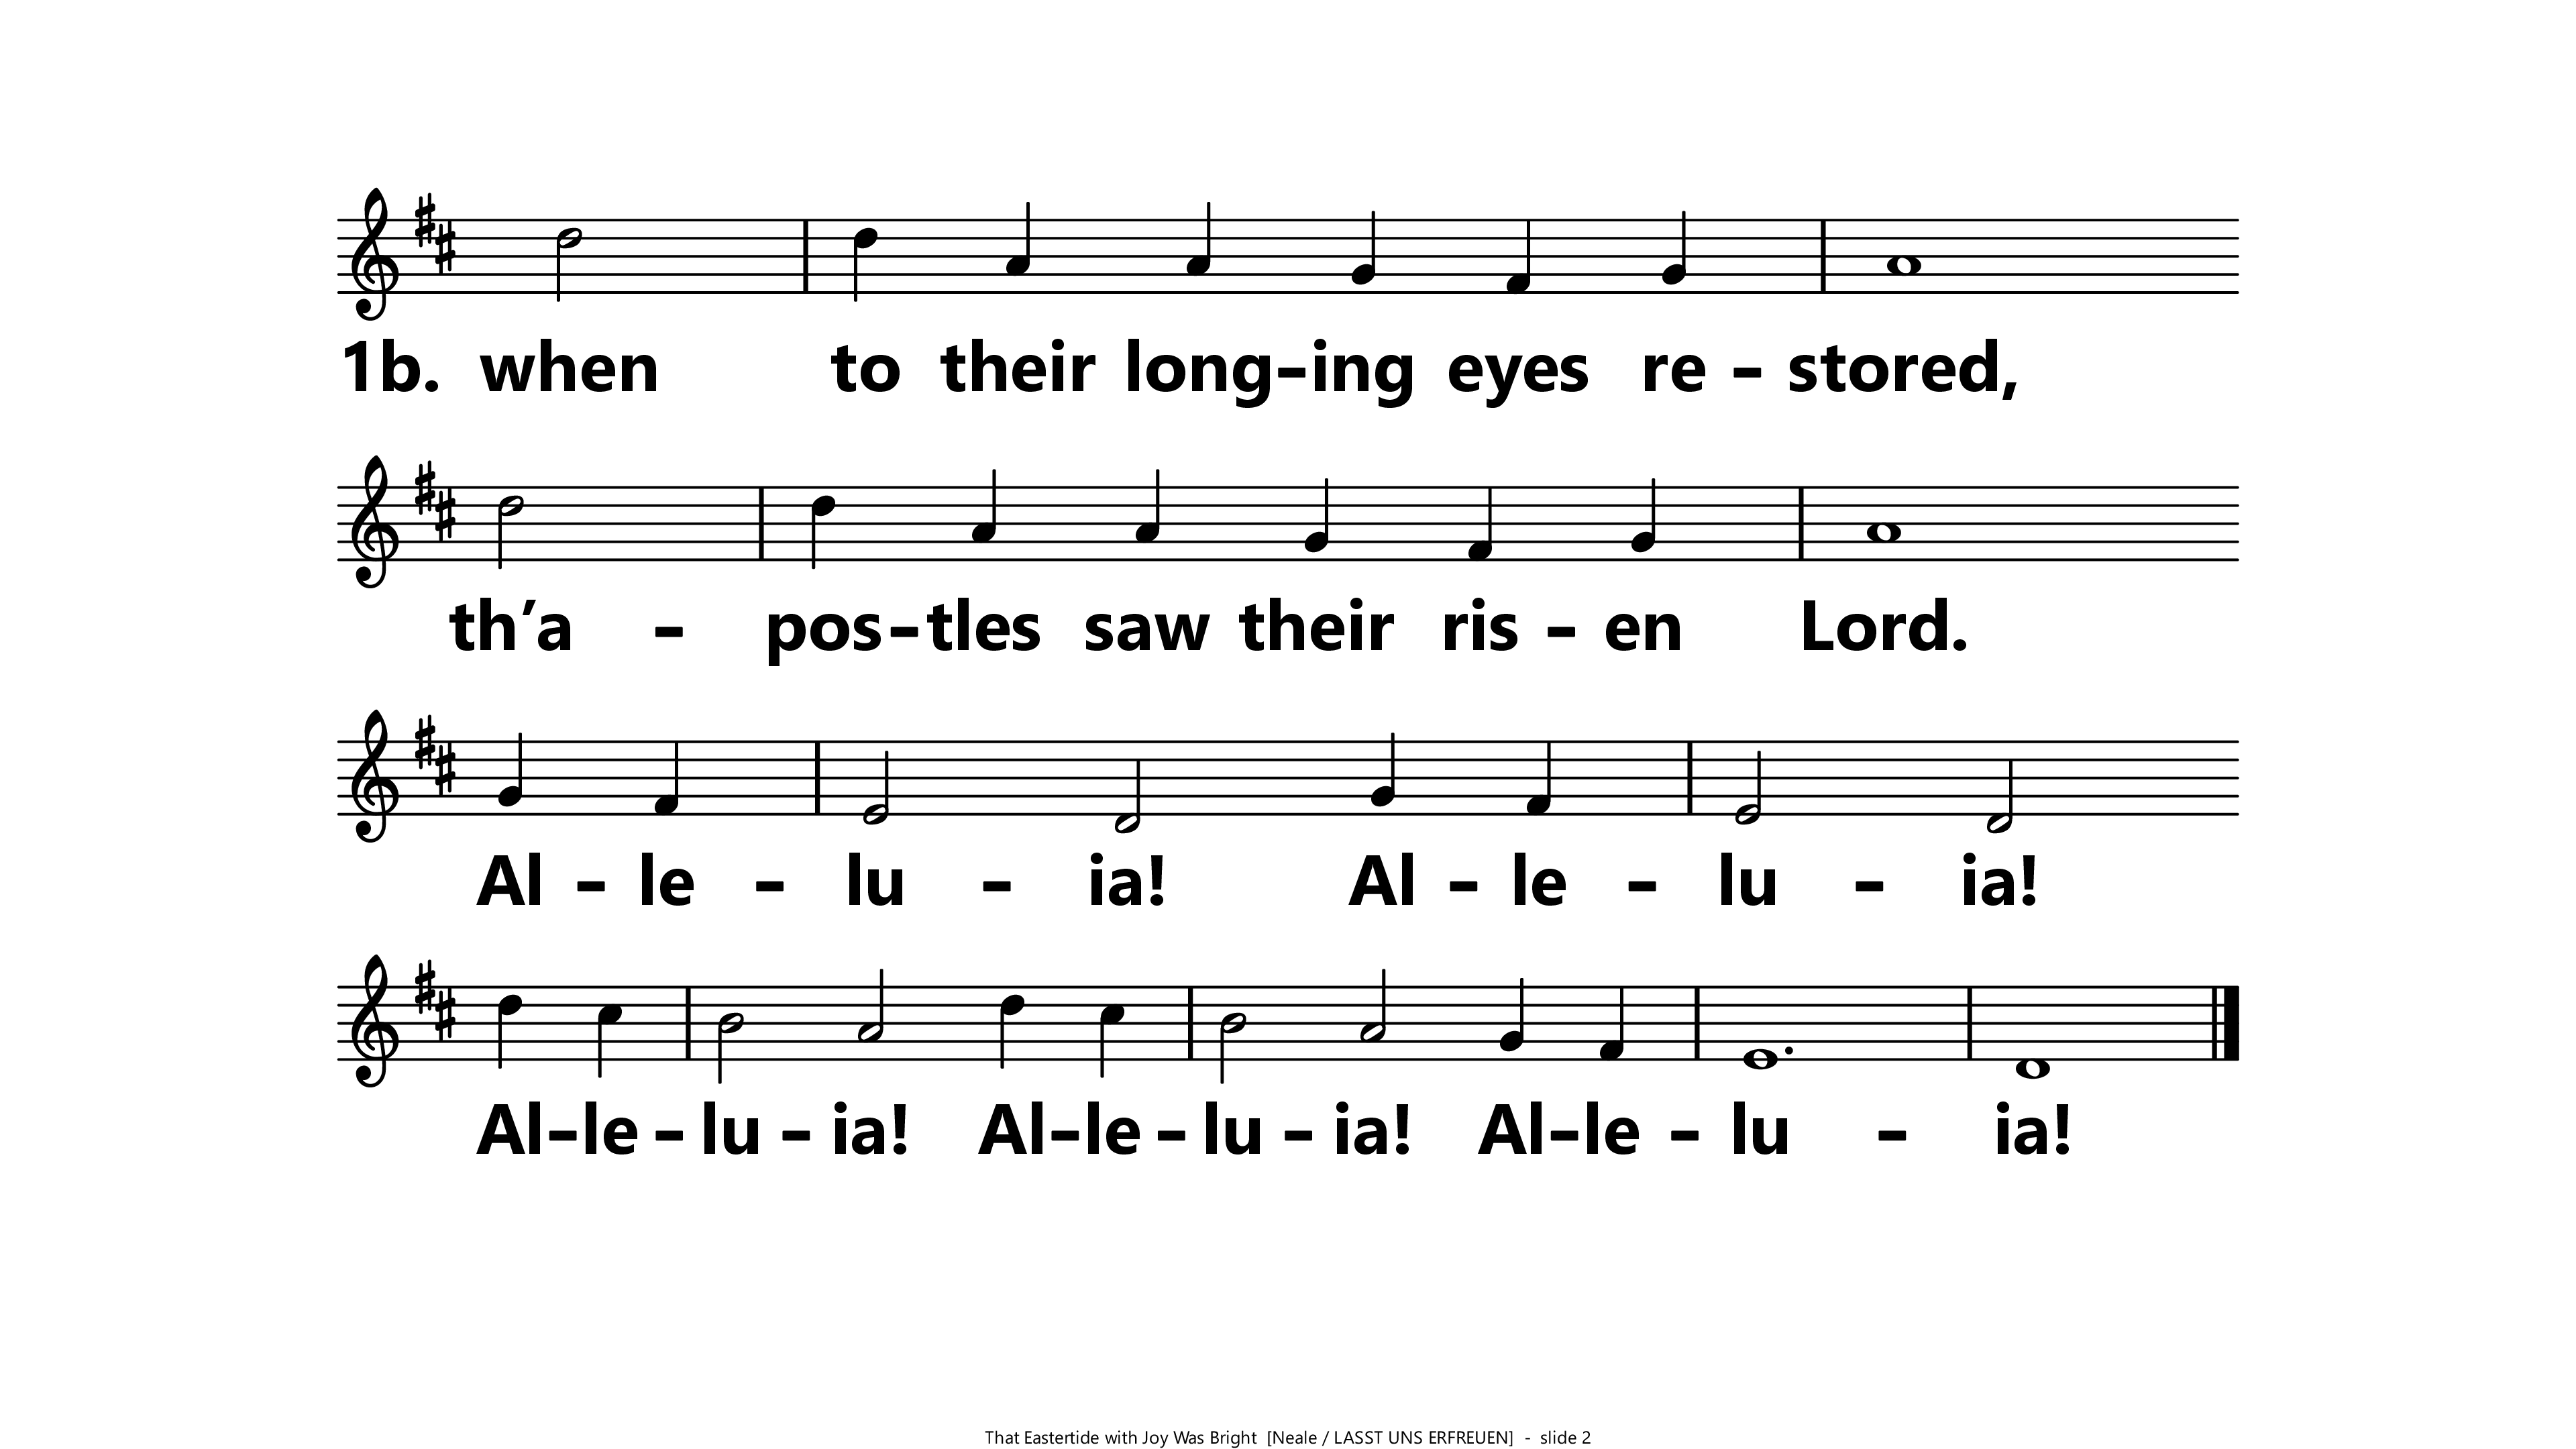 1b. when to their long-ing eyes re - stored,
th’a - pos-tles saw their ris - en Lord.
Al - le - lu - ia! Al - le - lu - ia!
Al-le - lu - ia! Al-le - lu - ia! Al-le - lu - ia!
That Eastertide with Joy Was Bright [Neale / LASST UNS ERFREUEN] - slide 2